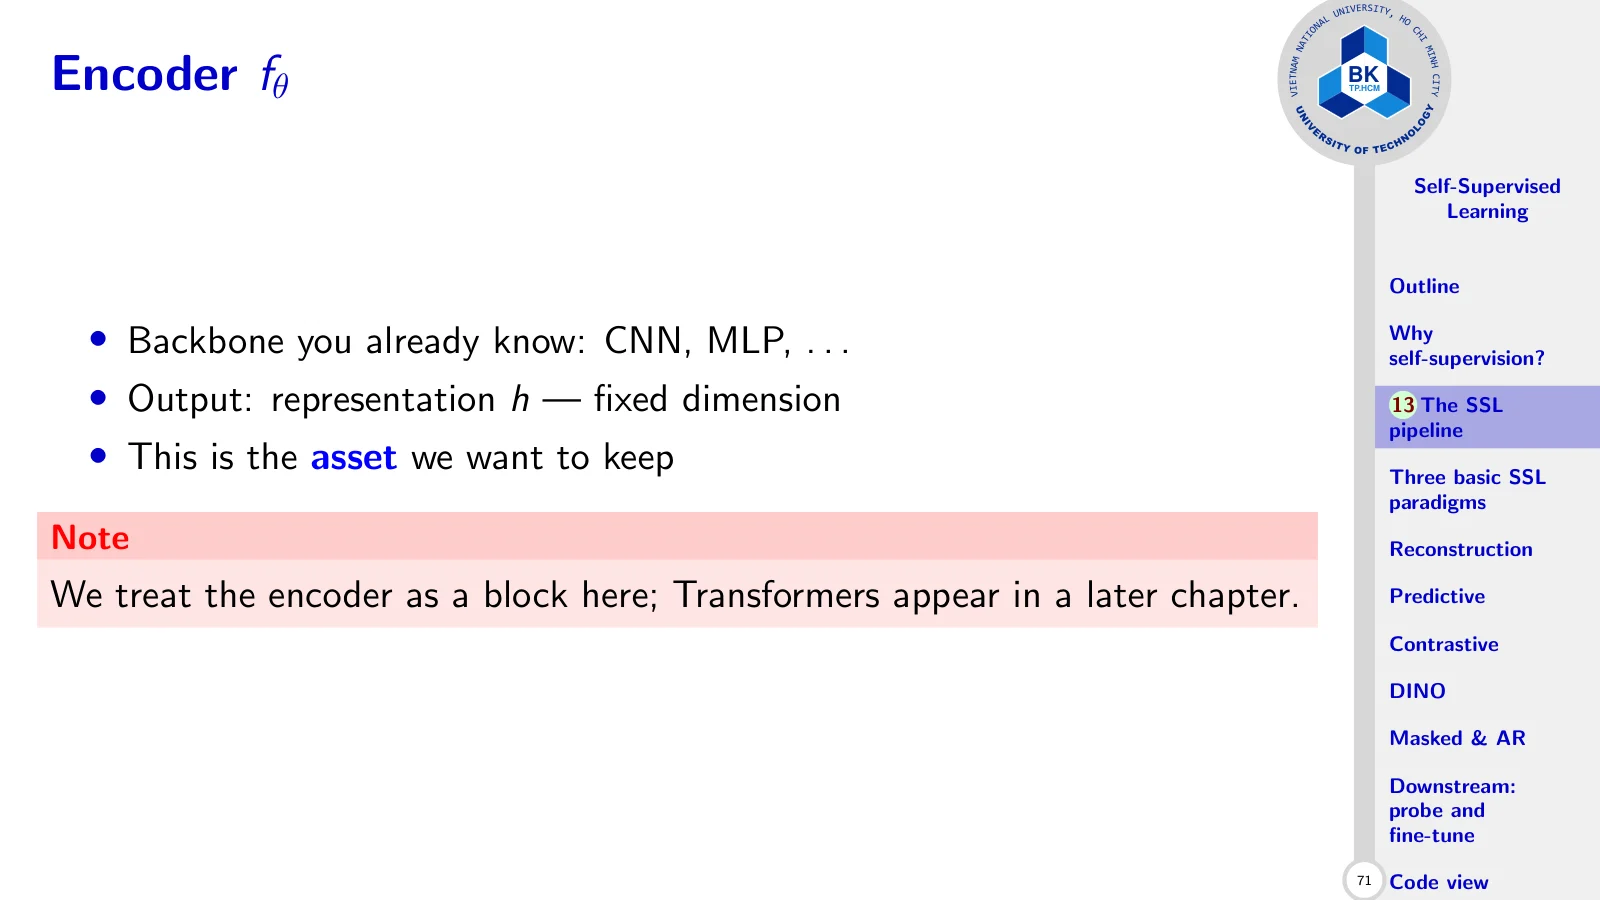 Encoder fθ
• Backbone you already know: CNN, MLP, . . .
• Output: representation h — fixed dimension
• This is the asset we want to keep
Note
We treat the encoder as a block here; Transformers appear in a later chapter.
VIETNAM NATIONAL UNIVERSITY, HO CHI MINH CITY
BK
TP.HCM
UNIVERSITY OF TECHNOLOGY
Self-Supervised
Learning
Outline
Why
self-supervision?
13 The SSL
pipeline
Three basic SSL
paradigms
Reconstruction
Predictive
Contrastive
DINO
Masked & AR
Downstream:
probe and
fine-tune
Code view
71